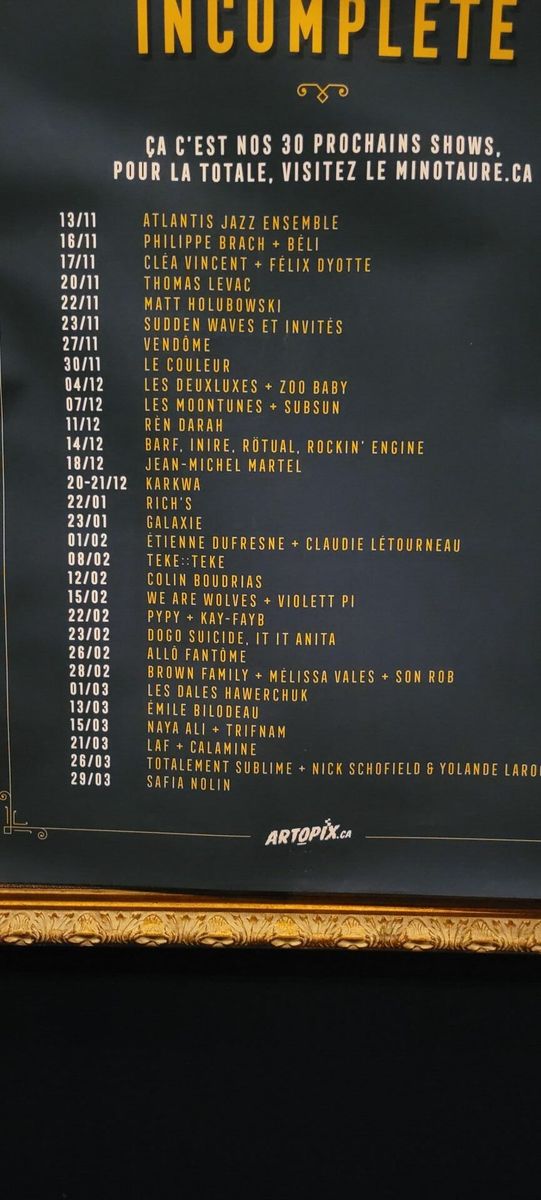 INCOMPLÈTE
ÇA C'EST NOS 30 PROCHAINS SHOWS,
POUR LA TOTALE, VISITEZ LE MINOTAURE.CA
13/11 ATLANTIS JAZZ ENSEMBLE
16/11 PHILIPPE BRACH + BÉLI
17/11 CLÉA VINCENT + FÉLIX DYOTTE
20/11 THOMAS LEVAC
22/11 MATT HOLUBOWSKI
23/11 SUDDEN WAVES ET INVITÉS
27/11 VENDÔME
30/11 LE COULEUR
04/12 LES DEUXLUXES + ZOO BABY
07/12 LES MOONTUNES + SUBSUN
11/12 RÊN DARAH
14/12 BARF, INIRE, RÖTUAL, ROCKIN' ENGINE
18/12 JEAN-MICHEL MARTEL
20-21/12 KARKWA
22/01 RICH'S
23/01 GALAXIE
01/02 ÉTIENNE DUFRESNE + CLAUDIE LÉTOURNEAU
08/02 TEKE::TEKE
12/02 COLIN BOUDRIAS
15/02 WE ARE WOLVES + VIOLETT PI
22/02 PYPY + KAY-FAYB
23/02 DOGO SUICIDE, IT IT ANITA
26/02 ALLÔ FANTÔME
28/02 BROWN FAMILY + MÉLISSA VALES + SON ROB
01/03 LES DALES HAWERCHUK
13/03 ÉMILE BILODEAU
15/03 NAYA ALI + TRIFNAM
21/03 LAF + CALAMINE
26/03 TOTALEMENT SUBLIME + NICK SCHOFIELD & YOLANDE
29/03 SAFIA NOLIN
ARTOPIX.CA